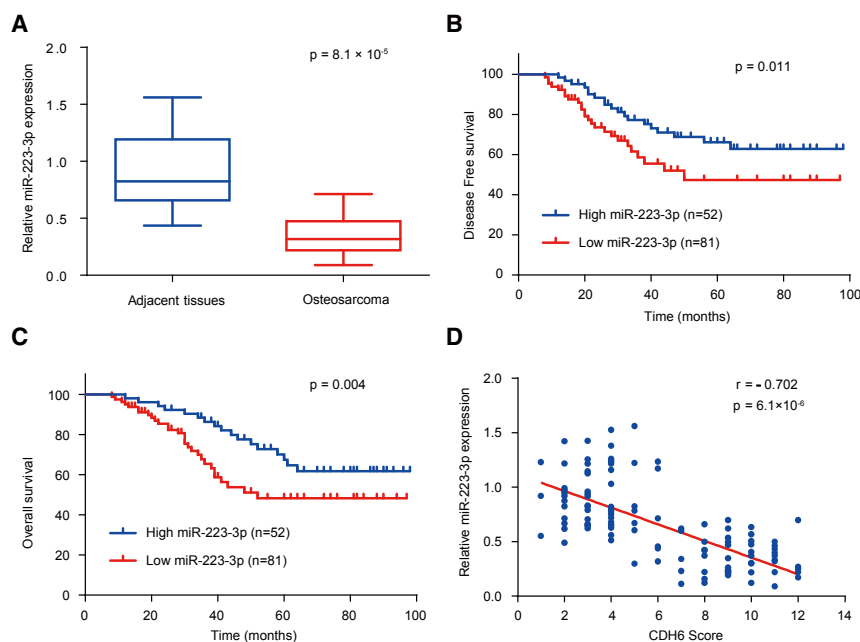 A
p = 8.1 × 10-5
Relative miR-223-3p expression
2.0
1.5
1.0
0.5
0.0
Adjacent tissues
Osteosarcoma
B
p = 0.011
Disease Free survival
100
80
60
40
20
0
High miR-223-3p (n=52)
Low miR-223-3p (n=81)
0
20
40
60
80
100
Time (months)
C
p = 0.004
Overall survival
100
80
60
40
20
0
High miR-223-3p (n=52)
Low miR-223-3p (n=81)
0
20
40
60
80
100
Time (months)
D
r = - 0.702
p = 6.1×10-6
Relative miR-223-3p expression
2.0
1.5
1.0
0.5
0.0
0
2
4
6
8
10
12
14
CDH6 Score